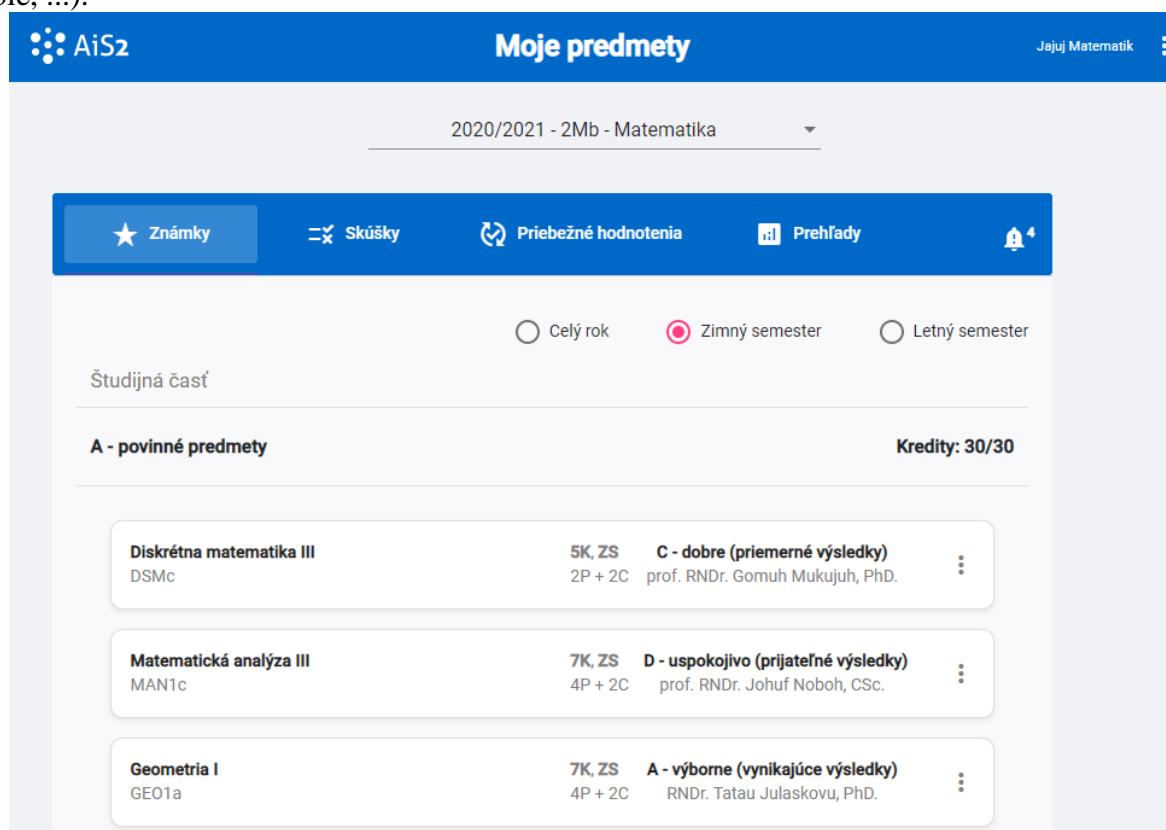 AiS2
Moje predmety
Jajuj Matematik
2020/2021 - 2Mb - Matematika
Známky
Skúšky
Priebežné hodnotenia
Prehľady
4
Celý rok
Zimný semester
Letný semester
Študijná časť
A - povinné predmety
Kredity: 30/30
Diskrétna matematika III
5K, ZS
C - dobre (priemerné výsledky)
DSMc
2P + 2C
prof. RNDr. Gomuh Mukujuh, PhD.
Matematická analýza III
7K, ZS
D - uspokojivo (prijateľné výsledky)
MAN1c
4P + 2C
prof. RNDr. Johuf Noboh, CSc.
Geometria I
7K, ZS
A - výborne (vynikajúce výsledky)
GEO1a
4P + 2C
RNDr. Tatau Julaskovu, PhD.